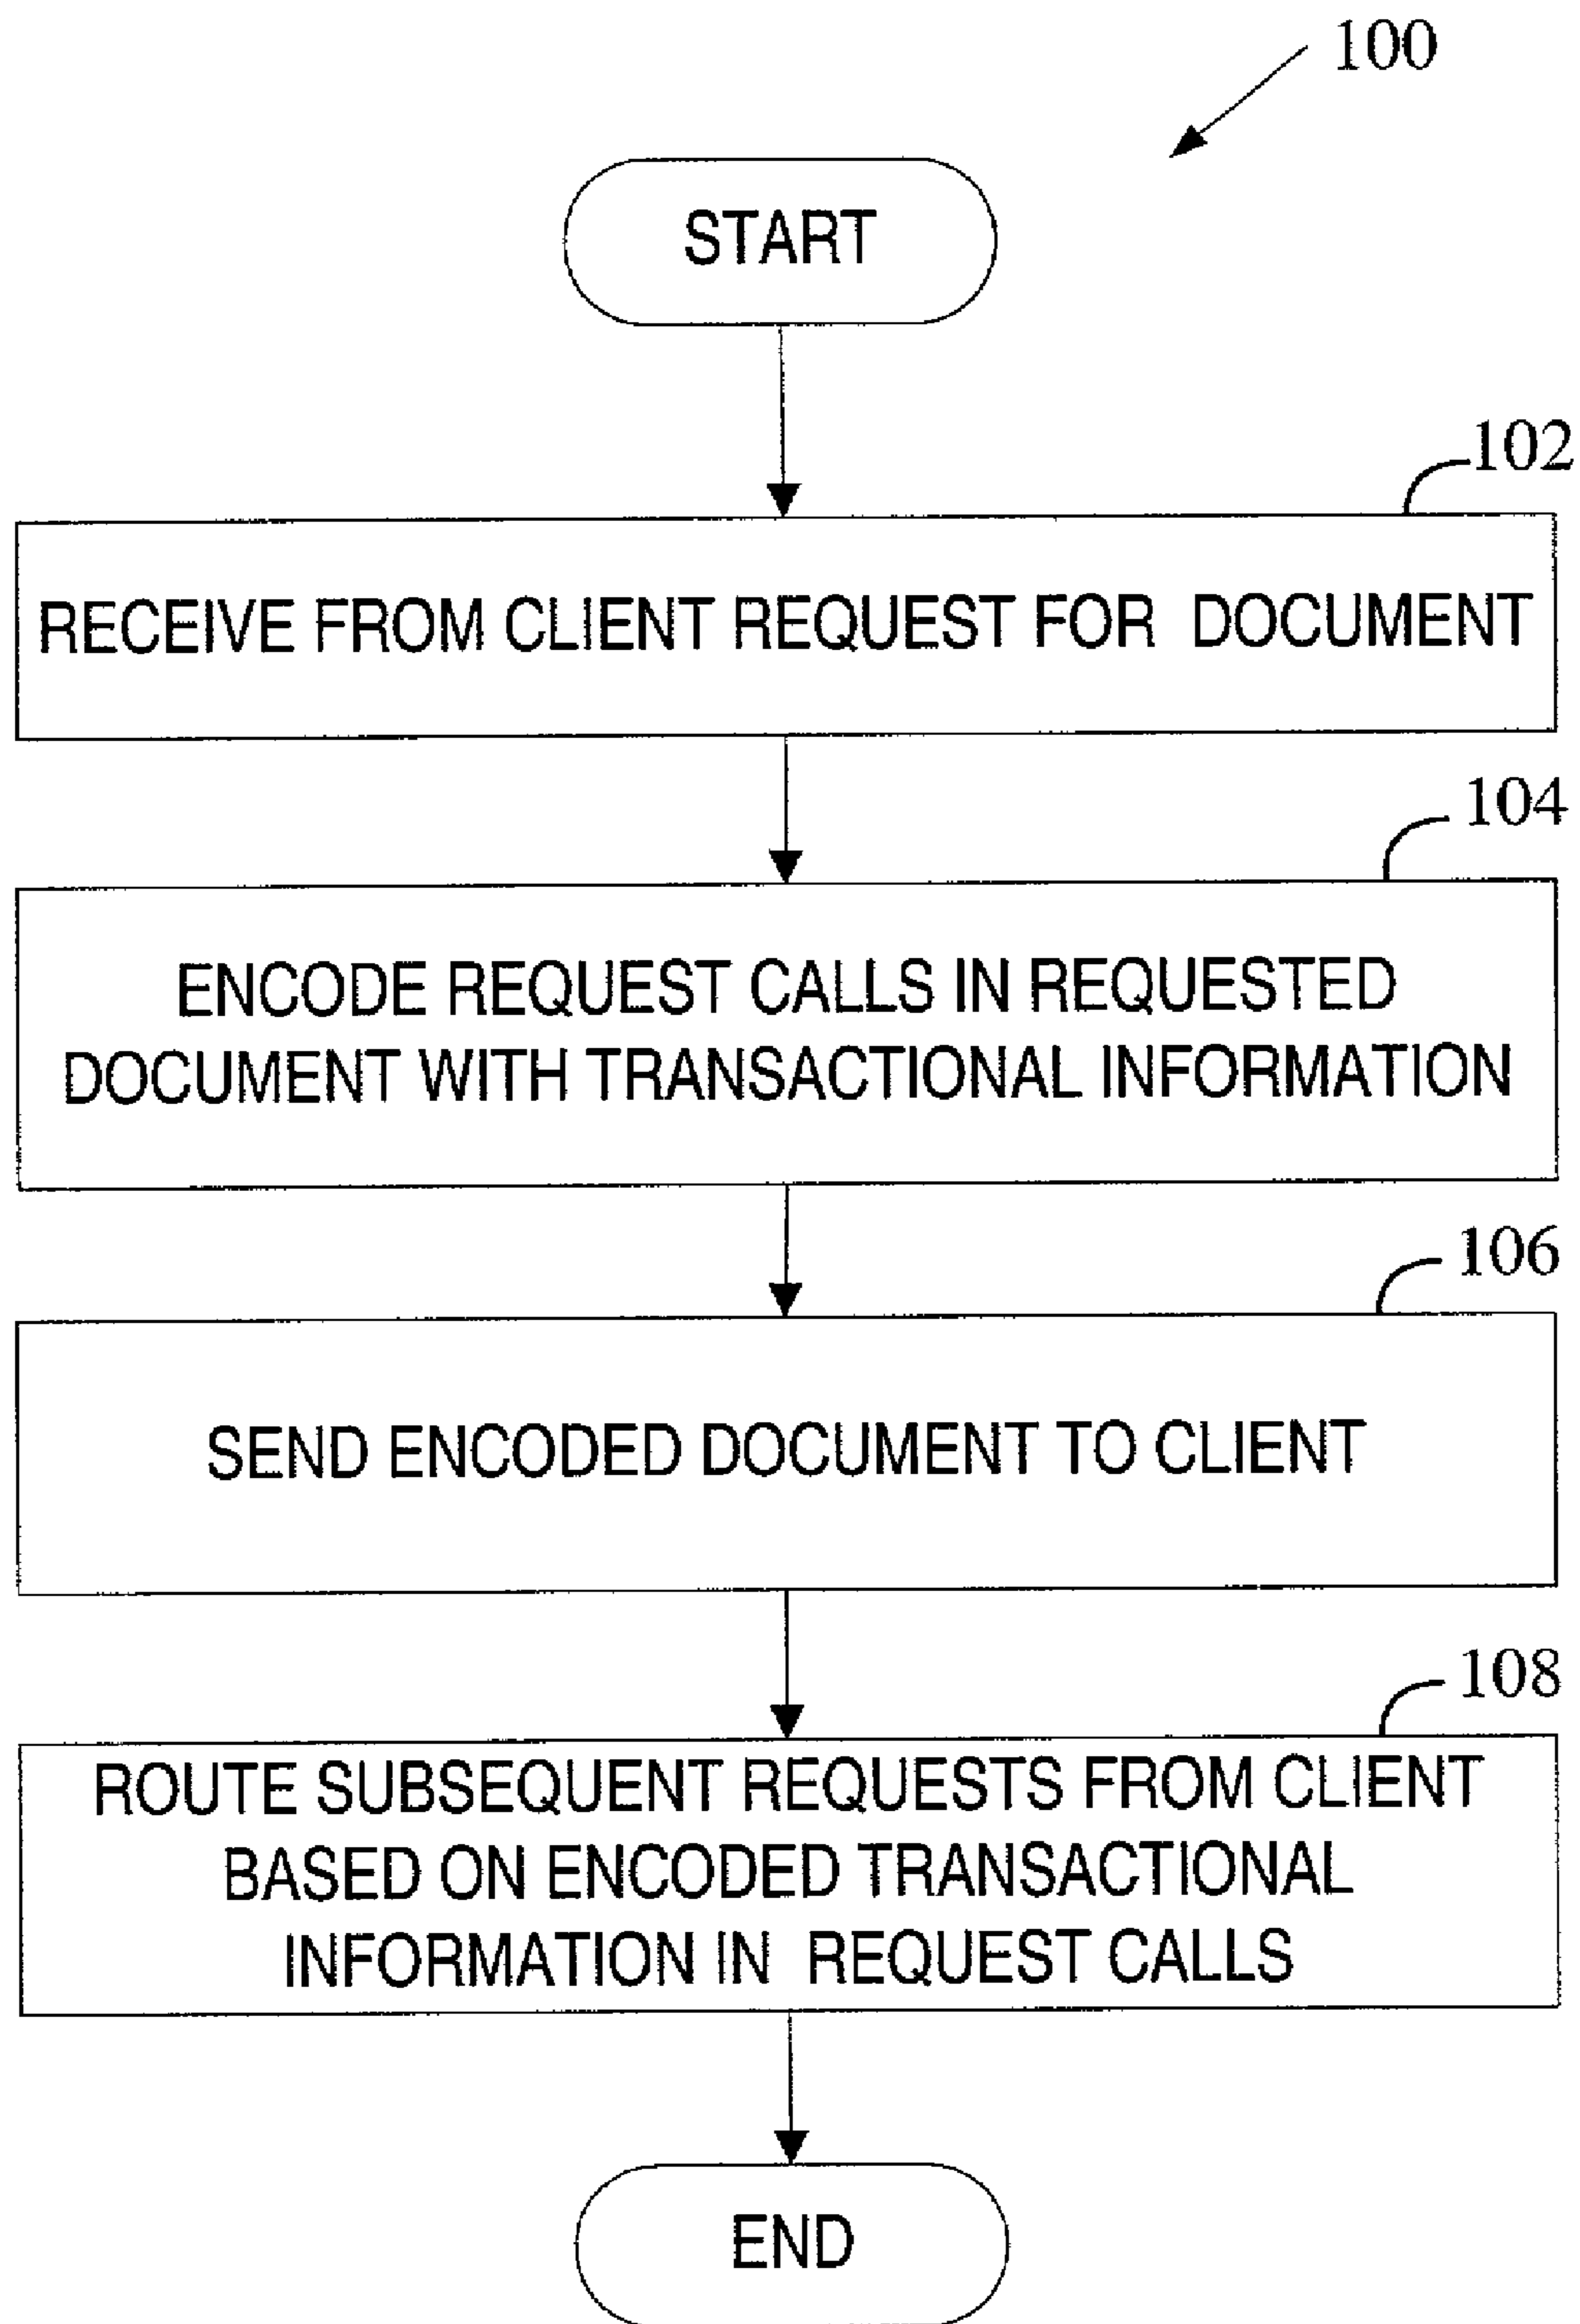 100
START
102
RECEIVE FROM CLIENT REQUEST FOR DOCUMENT
104
ENCODE REQUEST CALLS IN REQUESTED
DOCUMENT WITH TRANSACTIONAL INFORMATION
106
SEND ENCODED DOCUMENT TO CLIENT
108
ROUTE SUBSEQUENT REQUESTS FROM CLIENT
BASED ON ENCODED TRANSACTIONAL
INFORMATION IN REQUEST CALLS
END